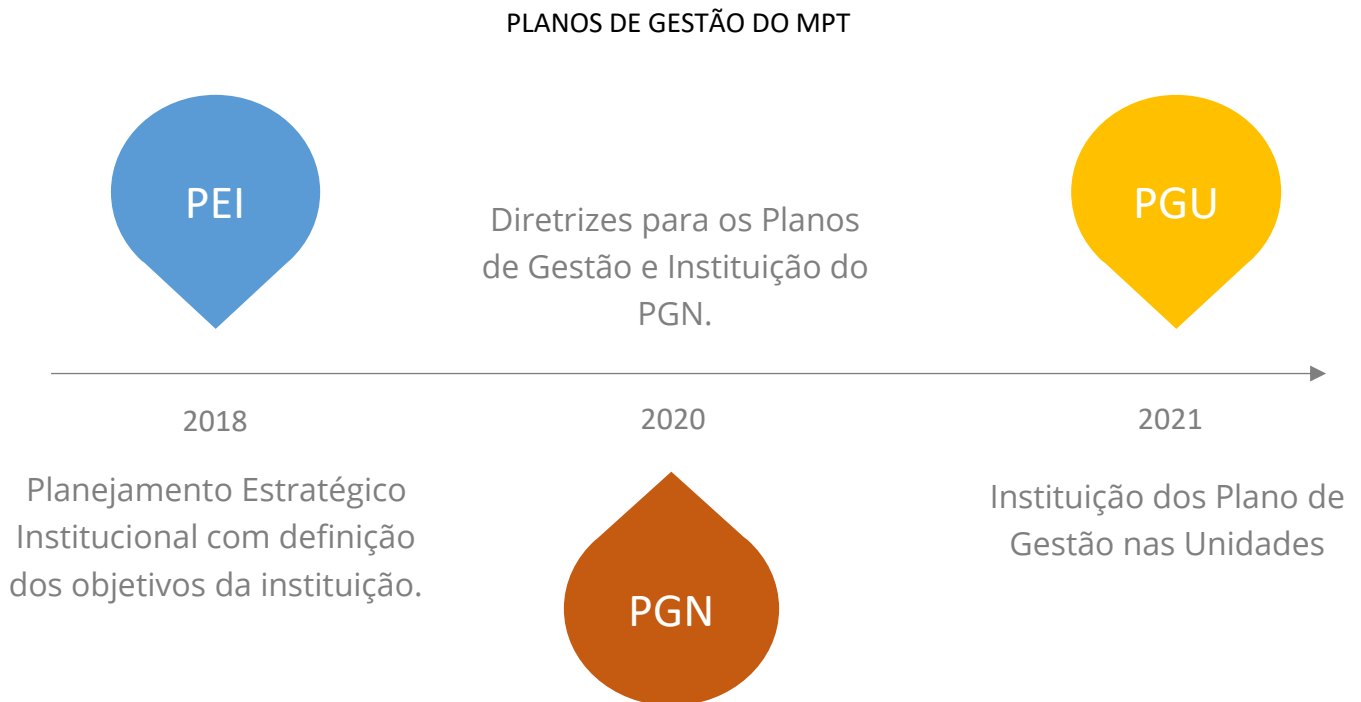 PLANOS DE GESTÃO DO MPT
PEI
2018
Planejamento Estratégico
Institucional com definição
dos objetivos da instituição.
Diretrizes para os Planos
de Gestão e Instituição do
PGN.
2020
PGN
PGU
2021
Instituição dos Plano de
Gestão nas Unidades